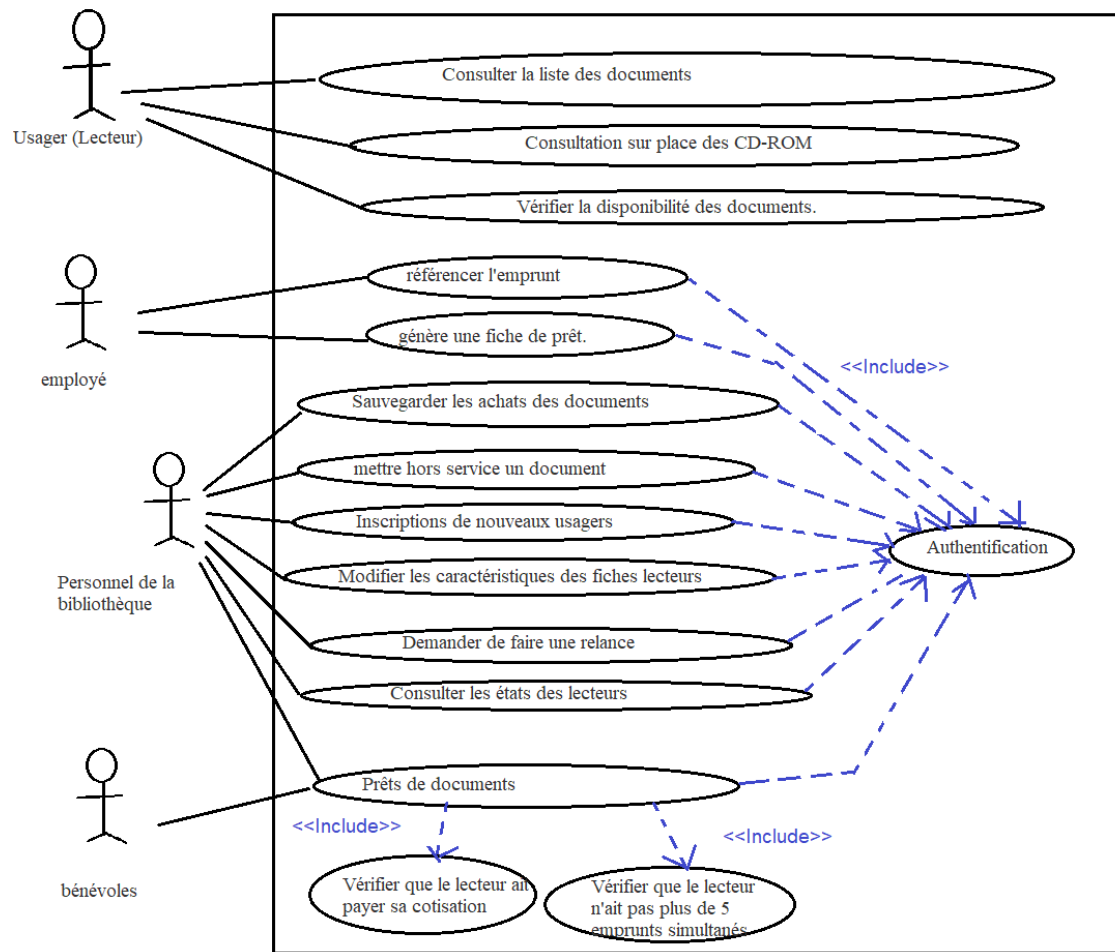 Consulter la liste des documents
Usager (Lecteur)
Consultation sur place des CD-ROM
Vérifier la disponibilité des documents.
référencer l'emprunt
génère une fiche de prêt.
employé
<<Include>>
Sauvegarder les achats des documents
mettre hors service un document
Inscriptions de nouveaux usagers
Authentification
Modifier les caractéristiques des fiches lecteurs
Personnel de la
bibliothèque
Demander de faire une relance
Consulter les états des lecteurs
Prêts de documents
<<Include>>
<<Include>>
bénévoles
Vérifier que le lecteur ait
payer sa cotisation
Vérifier que le lecteur
n'ait pas plus de 5
emprunts simultanés